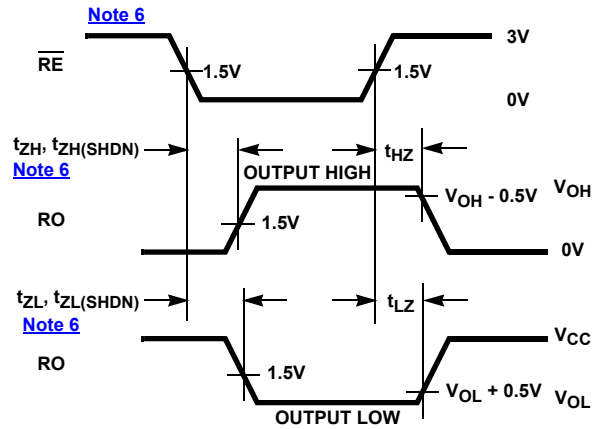 Note 6
RE
1.5V
1.5V
3V
0V
tZH, tZH(SHDN)
Note 6
OUTPUT HIGH
tHZ
RO
1.5V
VOH - 0.5V
VOH
0V
tZL, tZL(SHDN)
Note 6
tLZ
RO
1.5V
OUTPUT LOW
VCC
VOL + 0.5V
VOL